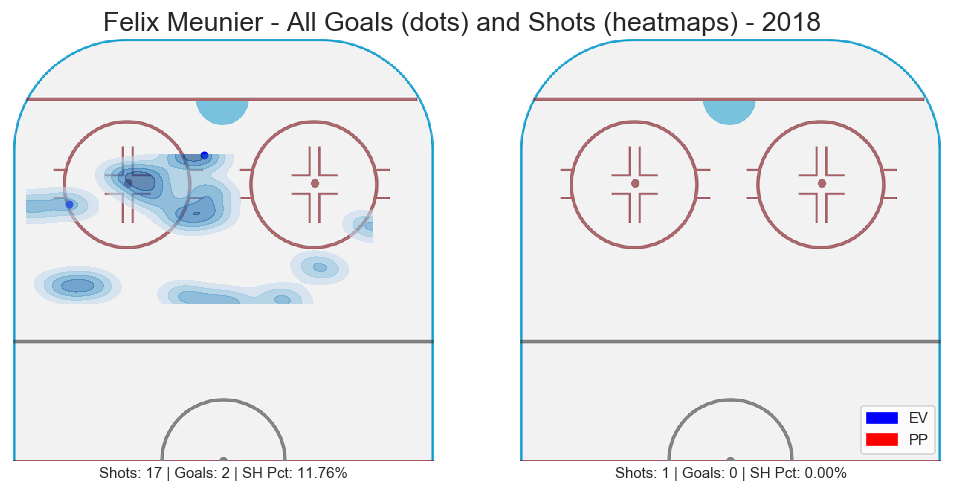 Felix Meunier - All Goals (dots) and Shots (heatmaps) - 2018
EV
PP
Shots: 17 | Goals: 2 | SH Pct: 11.76%
Shots: 1 | Goals: 0 | SH Pct: 0.00%